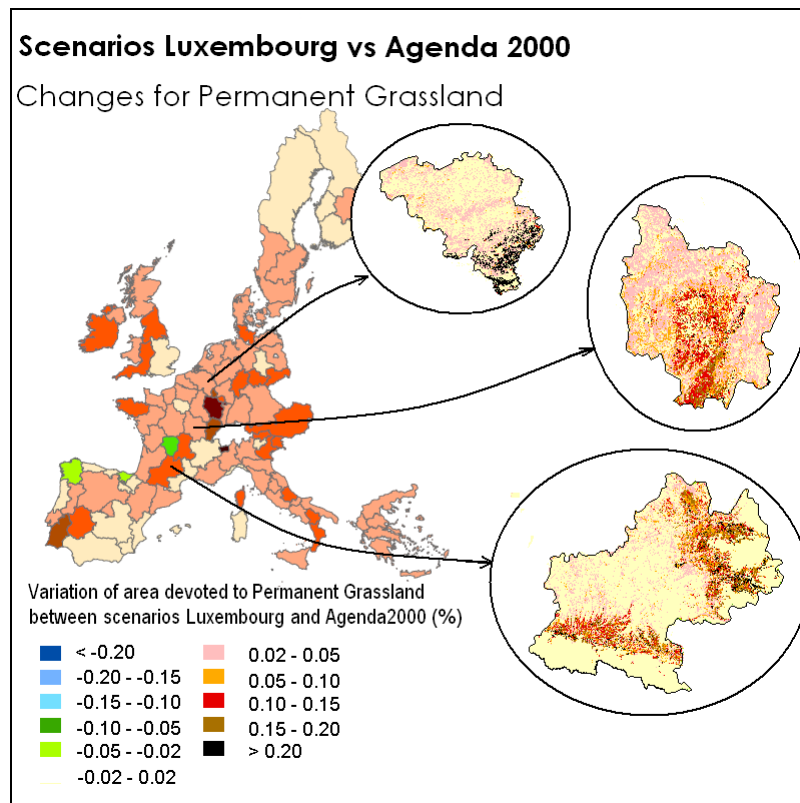 Scenarios Luxembourg vs Agenda 2000
Changes for Permanent Grassland
Variation of area devoted to Permanent Grassland
between scenarios Luxembourg and Agenda2000 (%)
< -0.20
-0.20 - -0.15
-0.15 - -0.10
-0.10 - -0.05
-0.05 - -0.02
-0.02 - 0.02
0.02 - 0.05
0.05 - 0.10
0.10 - 0.15
0.15 - 0.20
> 0.20